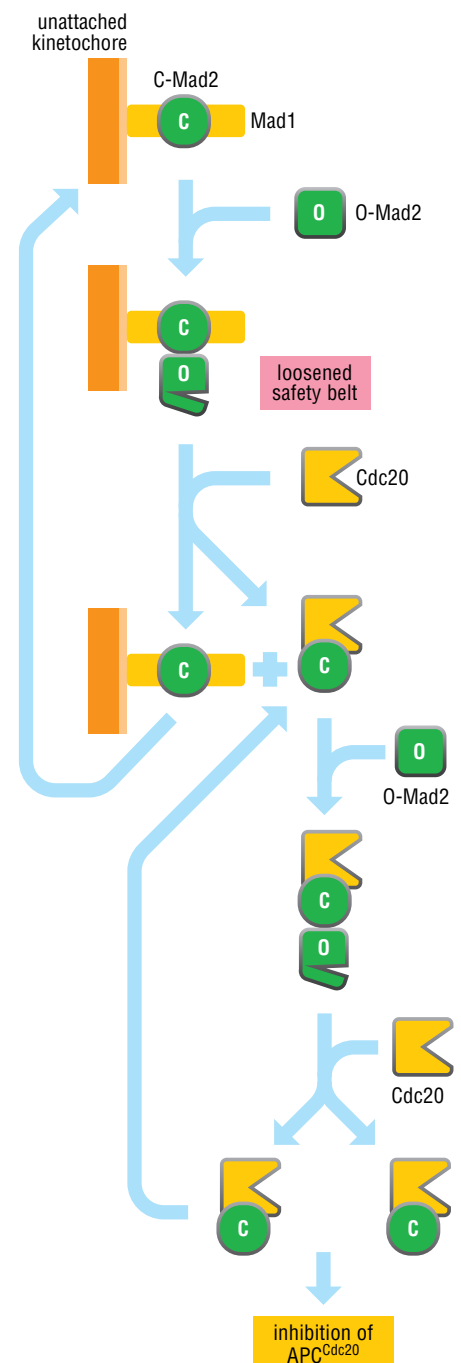 unattached
kinetochore
C-Mad2
C
Mad1
O
O-Mad2
C
O
loosened
safety belt
Cdc20
C
C
O
O-Mad2
C
O
Cdc20
C
C
inhibition of
APCCdc20